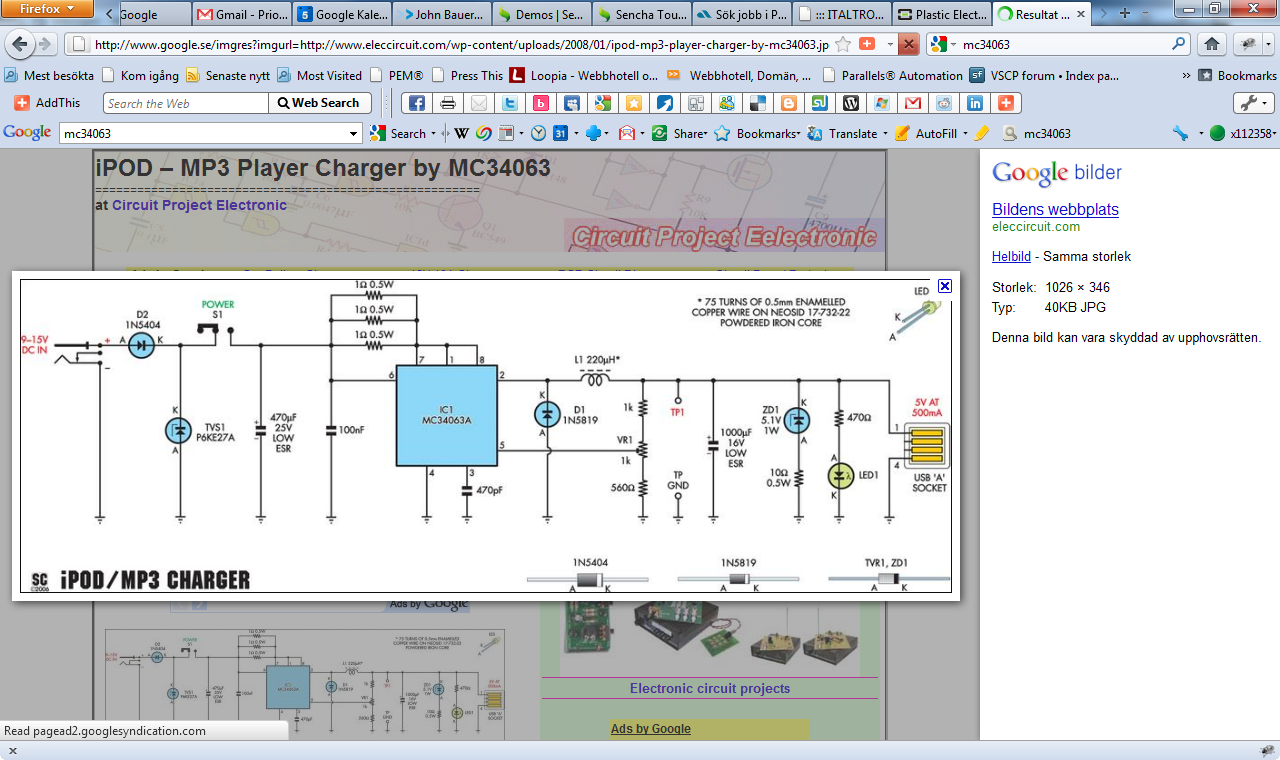 Firefox
Google
Gmail - Prio...
Google Kale...
John Bauer...
Demos | Se...
Sencha Tou...
Sök jobb i P...
::: ITALTRO...
Plastic Elect...
Resultat ...
http://www.google.se/imgres?imgurl=http://www.eleccircuit.com/wp-content/uploads/2008/01/ipod-mp3-player-charger-by-mc34063.jp
mc34063
Mest besökta
Kom igång
Senaste nytt
Most Visited
PEM®
Press This
Loopia - Webbhotell o...
Webbhotell, Domän, ...
Parallels® Automation
VSCP forum • Index pa...
»
Bookmarks
AddThis
Search the Web
Web Search
Google
mc34063
Search
Share
Bookmarks
Translate
AutoFill
mc34063
x112358
iPOD – MP3 Player Charger by MC34063
at Circuit Project Electronic
Circuit Project Eelectronic
Google bilder
Bildens webbplats
eleccircuit.com
Helbild - Samma storlek
Storlek: 1026 × 346
Typ: 40KB JPG
Denna bild kan vara skyddad av upphovsrätten.
1Ω 0.5W
1Ω 0.5W
1Ω 0.5W
* 75 TURNS OF 0.5mm ENAMELLED
COPPER WIRE ON NEOSID 17-732-22
POWDERED IRON CORE
LED
K
A
9–15V
DC IN
+
–
D2
1N5404
A
K
POWER
S1
K
TVS1
P6KE27A
A
+
–
470µF
25V
LOW
ESR
100nF
6
7
1
8
2
5
4
3
IC1
MC34063A
470pF
K
D1
1N5819
A
L1 220µH*
1k
VR1
1k
560Ω
TP1
TP
GND
+
–
1000µF
16V
LOW
ESR
K
ZD1
5.1V
1W
A
10Ω
0.5W
470Ω
A
LED1
K
5V AT
500mA
1
4
USB 'A'
SOCKET
SC
©2006
iPOD/MP3 CHARGER
1N5404
A
K
1N5819
A
K
TVR1, ZD1
A
K
Ads by Google
Electronic circuit projects
Ads by Google
Read pagead2.googlesyndication.com